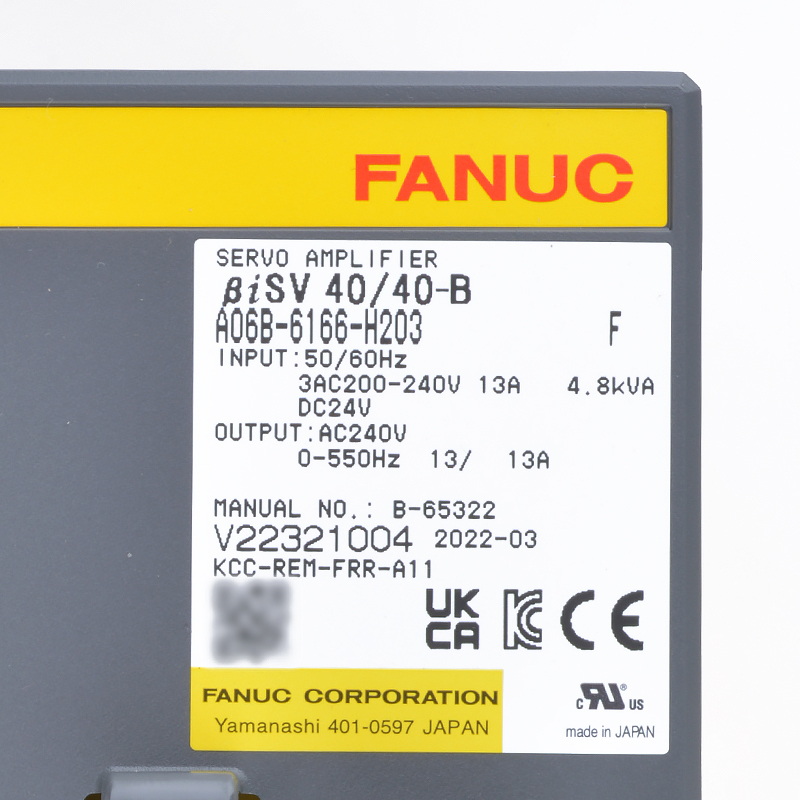 FANUC
SERVO AMPLIFIER
βiSV 40/40-B
A06B-6166-H203 F
INPUT:50/60Hz
3AC200-240V 13A 4.8kVA
DC24V
OUTPUT:AC240V
0-550Hz 13/ 13A
MANUAL NO.: B-65322
V22321004 2022-03
KCC-REM-FRR-A11
UK
CA
KC CE
FANUC CORPORATION
Yamanashi 401-0597 JAPAN
c RU® US
made in JAPAN